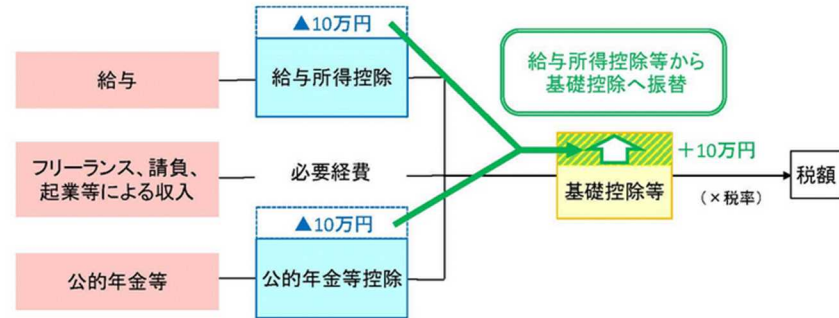 ▲10万円
給与所得控除等から
基礎控除へ振替
給与
給与所得控除
フリーランス、請負、
起業等による収入
必要経費
+10万円
基礎控除等
(×税率)
税額
▲10万円
公的年金等
公的年金等控除